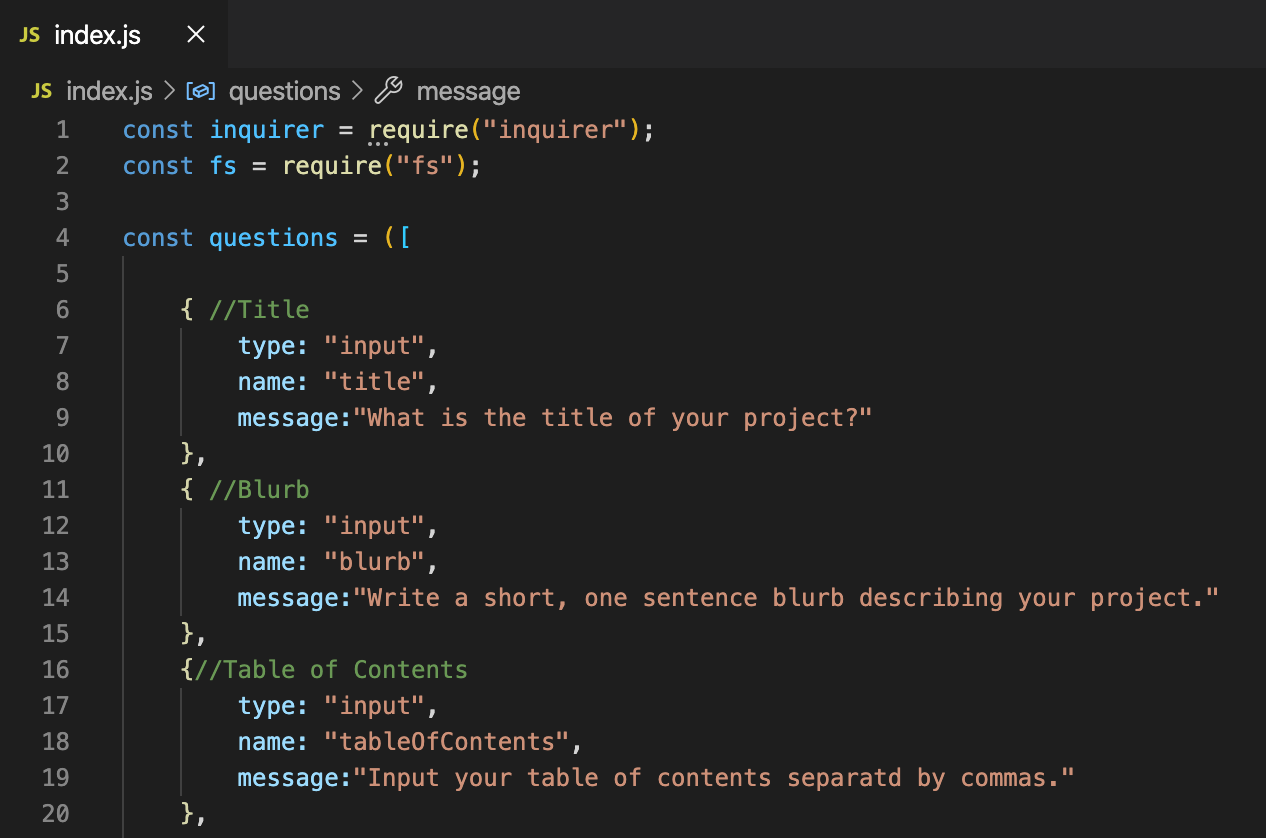 JS index.js ×
JS index.js > questions > message
1 const inquirer = require("inquirer");
2 const fs = require("fs");
3
4 const questions = ([
5
6 { //Title
7 type: "input",
8 name: "title",
9 message:"What is the title of your project?"
10 },
11 { //Blurb
12 type: "input",
13 name: "blurb",
14 message:"Write a short, one sentence blurb describing your project."
15 },
16 {//Table of Contents
17 type: "input",
18 name: "tableOfContents",
19 message:"Input your table of contents separatd by commas."
20 },